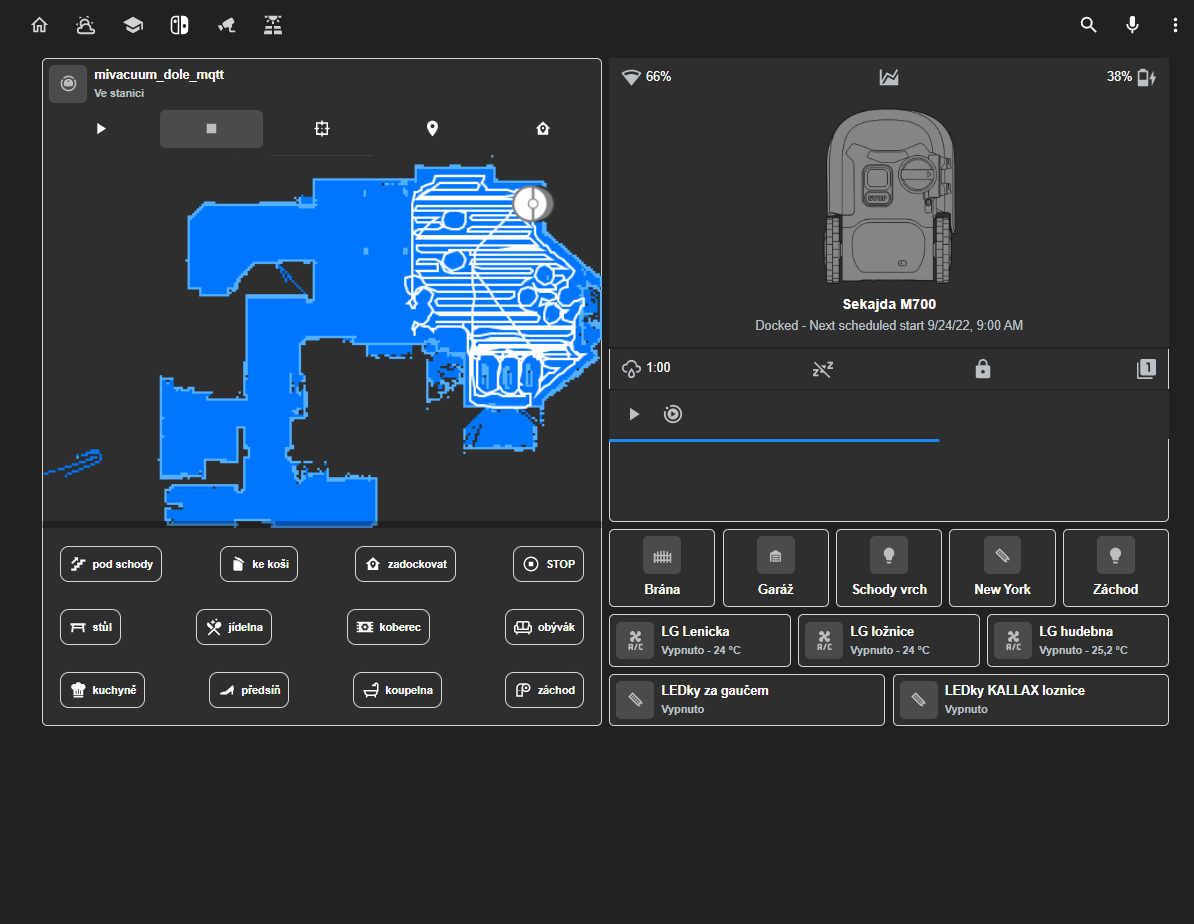 mivacuum_dole_mqtt
Ve stanici
pod schody
ke koši
zadockovat
STOP
stůl
jídelna
koberec
obývák
kuchyně
předsíň
koupelna
záchod
66%
38%
STOP
Sekajda M700
Docked - Next scheduled start 9/24/22, 9:00 AM
1:00
1
Brána
Garáž
Schody vrch
New York
Záchod
A/C
LG Lenicka
Vypnuto - 24 °C
A/C
LG ložnice
Vypnuto - 24 °C
A/C
LG hudebna
Vypnuto - 25,2 °C
LEDky za gaučem
Vypnuto
LEDky KALLAX loznice
Vypnuto